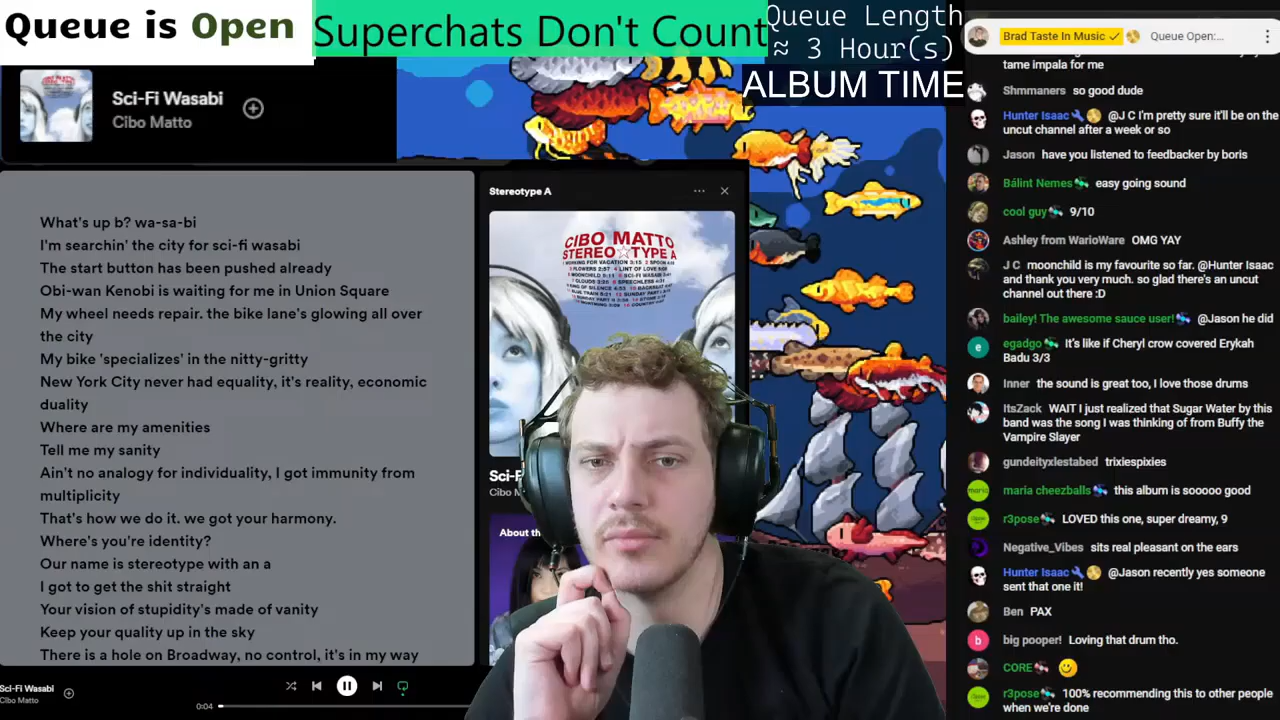 Queue is Open
Superchats Don't Count
Queue Length
≈ 3 Hour(s)
ALBUM TIME
Sci-Fi Wasabi
Cibo Matto
What's up b? wa-sa-bi
I'm searchin' the city for sci-fi wasabi
The start button has been pushed already
Obi-wan Kenobi is waiting for me in Union Square
My wheel needs repair. the bike lane's glowing all over
the city
My bike 'specializes' in the nitty-gritty
New York City never had equality, it's reality, economic
duality
Where are my amenities
Tell me my sanity
Ain't no analogy for individuality, I got immunity from
multiplicity
That's how we do it. we got your harmony.
Where's you're identity?
Our name is stereotype with an a
I got to get the shit straight
Your vision of stupidity's made of vanity
Keep your quality up in the sky
There is a hole on Broadway, no control, it's in my way
Sci-Fi Wasabi
Cibo Matto
0:04
Stereotype A
CIBO MATTO
STEREO☆TYPE A
Sci-F
Cibo M
About th
Brad Taste In Music
Queue Open:...
tame impala for me
Shmmaners so good dude
Hunter Isaac @J C I'm pretty sure it'll be on the
uncut channel after a week or so
Jason have you listened to feedbacker by boris
Bálint Nemes easy going sound
cool guy 9/10
Ashley from WarioWare OMG YAY
J C moonchild is my favourite so far. @Hunter Isaac
and thank you very much. so glad there's an uncut
channel out there :D
bailey! The awesome sauce user! @Jason he did
egadgo It's like if Cheryl crow covered Erykah
Badu 3/3
Inner the sound is great too, I love those drums
ItsZack WAIT I just realized that Sugar Water by this
band was the song I was thinking of from Buffy the
Vampire Slayer
gundeityxlestabed trixiespixies
maria cheezballs this album is sooooo good
r3pose LOVED this one, super dreamy, 9
Negative_Vibes sits real pleasant on the ears
Hunter Isaac @Jason recently yes someone
sent that one it!
Ben PAX
big pooper! Loving that drum tho.
CORE
r3pose 100% recommending this to other people
when we're done